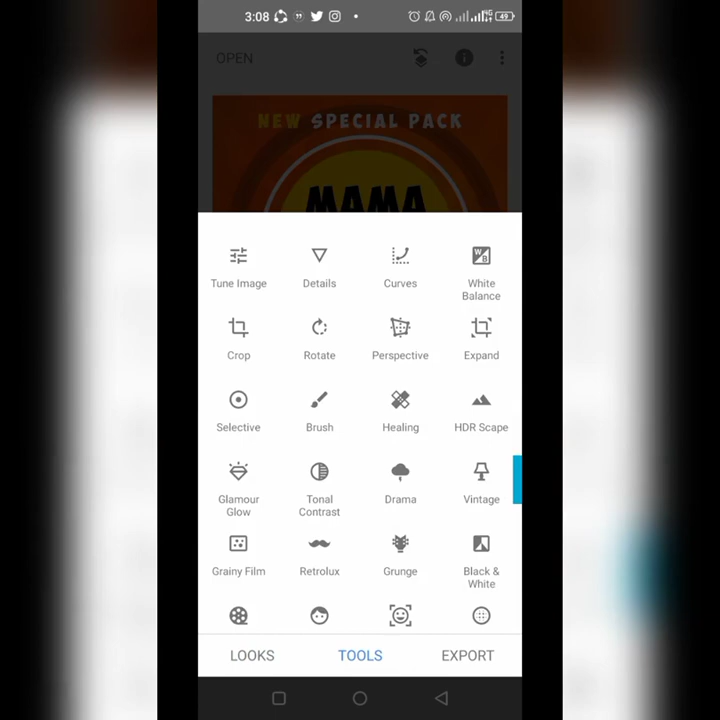 3:08
49
OPEN
NEW SPECIAL PACK
MAMA
Tune Image
Details
Curves
White
Balance
Crop
Rotate
Perspective
Expand
Selective
Brush
Healing
HDR Scape
Glamour
Glow
Tonal
Contrast
Drama
Vintage
Grainy Film
Retrolux
Grunge
Black &
White
LOOKS
TOOLS
EXPORT